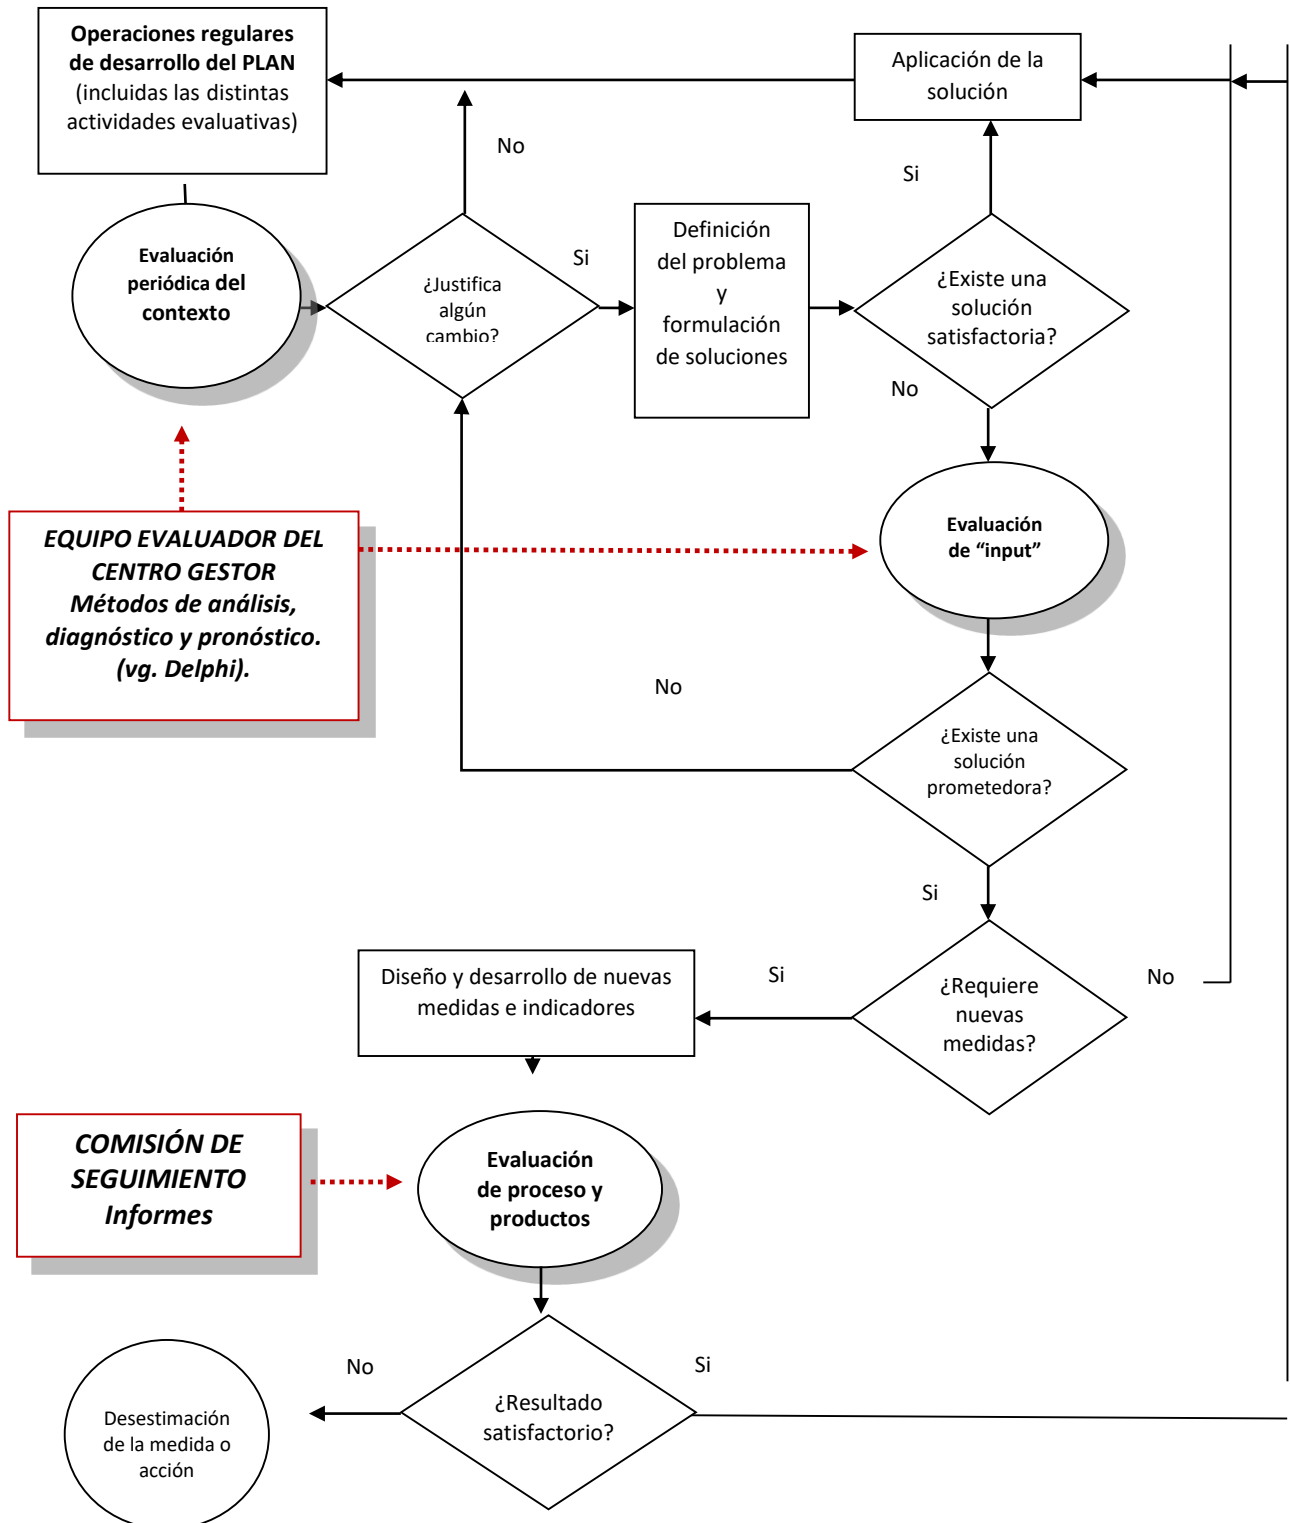 Operaciones regulares
de desarrollo del PLAN
(incluidas las distintas
actividades evaluativas)
Aplicación de la
solución
No
Si
Evaluación
periódica del
contexto
¿Justifica
algún
cambio?
Si
Definición
del problema
y
formulación
de soluciones
¿Existe una
solución
satisfactoria?
No
EQUIPO EVALUADOR DEL
CENTRO GESTOR
Métodos de análisis,
diagnóstico y pronóstico.
(vg. Delphi).
Evaluación
de “input”
No
¿Existe una
solución
prometedora?
Si
Diseño y desarrollo de nuevas
medidas e indicadores
Si
¿Requiere
nuevas
medidas?
No
COMISIÓN DE
SEGUIMIENTO
Informes
Evaluación
de proceso y
productos
No
Si
¿Resultado
satisfactorio?
Desestimación
de la medida o
acción